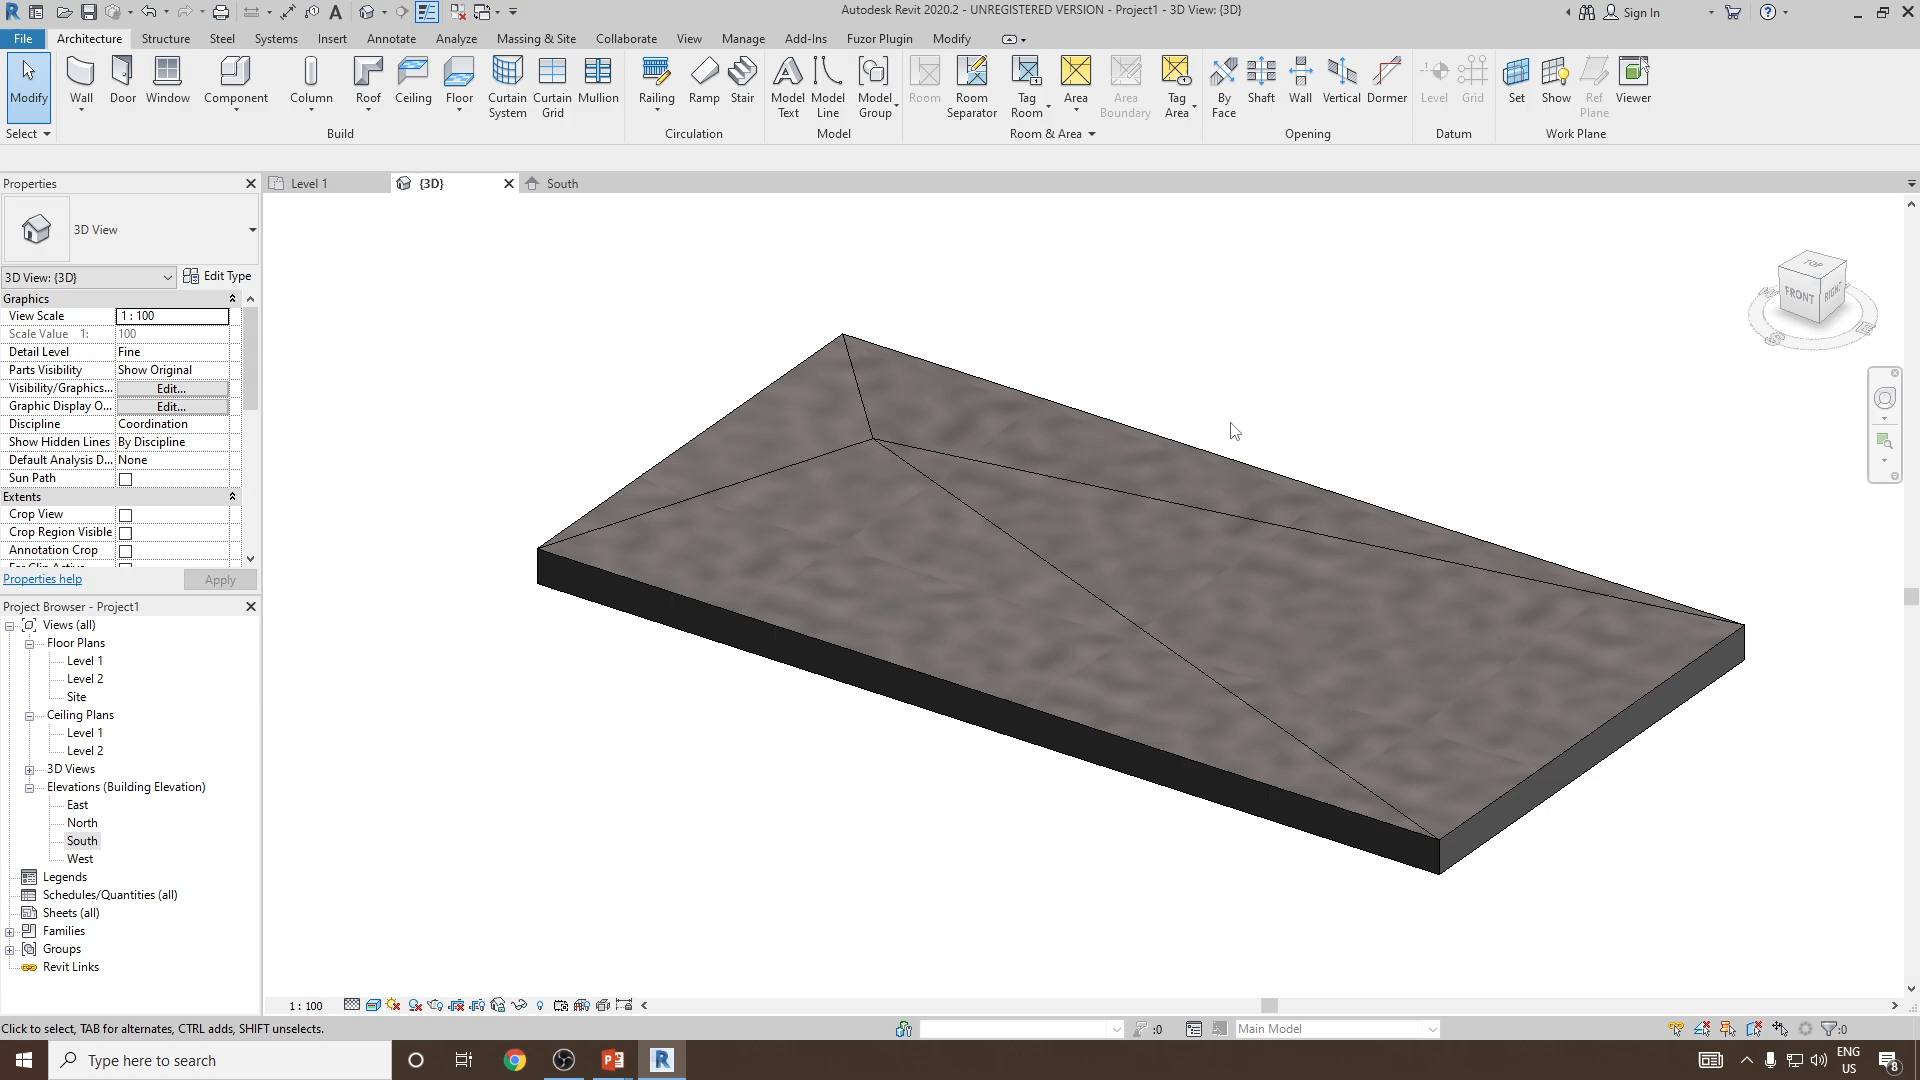 Autodesk Revit 2020.2 - UNREGISTERED VERSION - Project1 - 3D View: {3D}
Sign In
File Architecture Structure Steel Systems Insert Annotate Analyze Massing & Site Collaborate View Manage Add-Ins Fuzor Plugin Modify
Modify Wall Door Window Component Column Roof Ceiling Floor Curtain System Curtain Grid Mullion Railing Ramp Stair Model Text Model Line Model Group Room Room Separator Tag Room Area Area Boundary Tag Area By Face Shaft Wall Vertical Dormer Level Grid Set Show Ref Plane Viewer
Select Build Circulation Model Room & Area Opening Datum Work Plane
Properties
Level 1 {3D} South
3D View
3D View: {3D} Edit Type
Graphics
View Scale 1 : 100
Scale Value 1: 100
Detail Level Fine
Parts Visibility Show Original
Visibility/Graphics... Edit...
Graphic Display O... Edit...
Discipline Coordination
Show Hidden Lines By Discipline
Default Analysis D... None
Sun Path
Extents
Crop View
Crop Region Visible
Annotation Crop
Properties help Apply
Project Browser - Project1
Views (all)
Floor Plans
Level 1
Level 2
Site
Ceiling Plans
Level 1
Level 2
3D Views
Elevations (Building Elevation)
East
North
South
West
Legends
Schedules/Quantities (all)
Sheets (all)
Families
Groups
Revit Links
TOP
FRONT RIGHT
1 : 100
Click to select, TAB for alternates, CTRL adds, SHIFT unselects.
:0
Main Model
:0
Type here to search
ENG
US
8